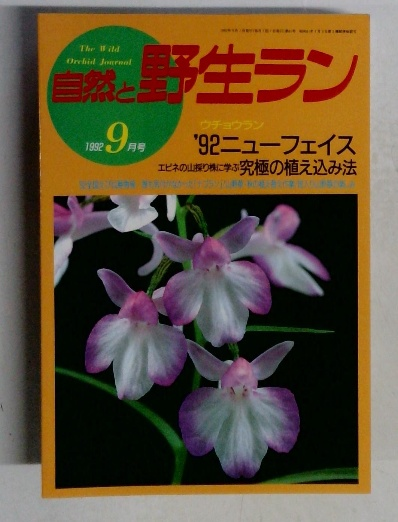 The Wild
Orchid Journal
自然と野生ラン
1992 9月号
ウチョウラン
'92ニューフェイス
エビネの山採り株に学ぶ究極の植え込み法